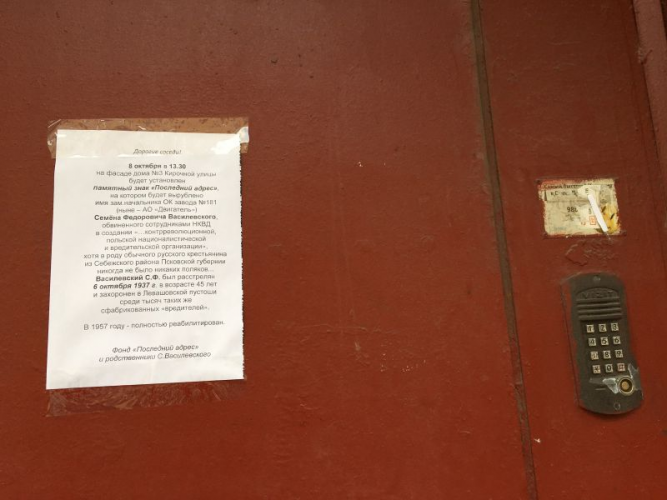 Дорогие соседи!
8 октября в 13.30
на фасаде дома №3 Кирочной улицы
будет установлен
памятный знак «Последний адрес»,
на котором будет вырублено
имя зам.начальника ОК завода №181
(ныне – АО «Двигатель»)
Семёна Федоровича Василевского,
обвиненного сотрудниками НКВД
в создании «... контрреволюционной,
польской националистической
и вредительской организации»,
хотя в роду обычного русского крестьянина
из Себежского района Псковской губернии
никогда не было никаких поляков...
Василевский С.Ф. был расстрелян
6 октября 1937 г. в возрасте 45 лет
и захоронен в Левашовской пустоши
среди тысяч таких же
сфабрикованных «вредителей».
В 1957 году - полностью реабилитирован.
Фонд «Последний адрес»
и родственники С.Василевского